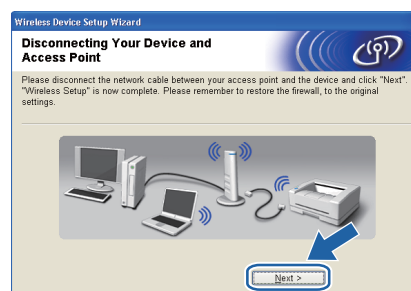 Wireless Device Setup Wizard
Disconnecting Your Device and
Access Point
Please disconnect the network cable between your access point and the device and click "Next".
"Wireless Setup" is now complete. Please remember to restore the firewall, to the original
settings.
Next >